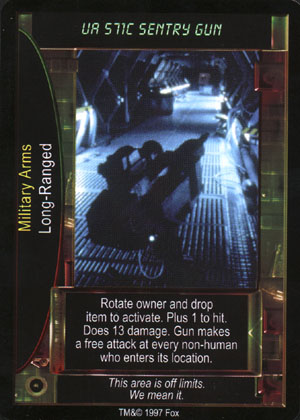 UA 571C SENTRY GUN
Military Arms
Long-Ranged
Rotate owner and drop
item to activate. Plus 1 to hit.
Does 13 damage. Gun makes
a free attack at every non-human
who enters its location.
This area is off limits.
We mean it.
TM&© 1997 Fox